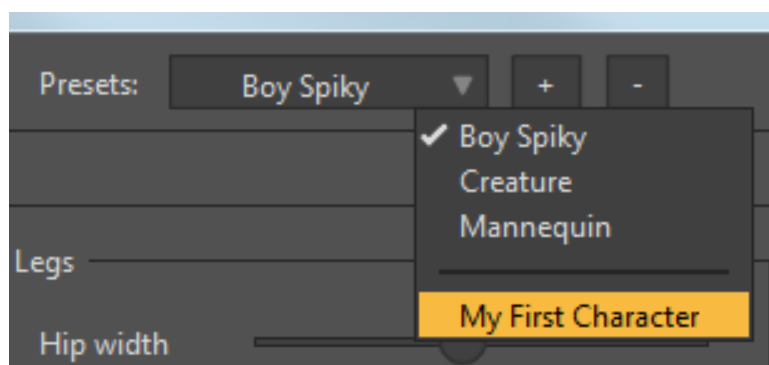 Presets: Boy Spiky + -
Boy Spiky
Creature
Mannequin
Legs
My First Character
Hip width